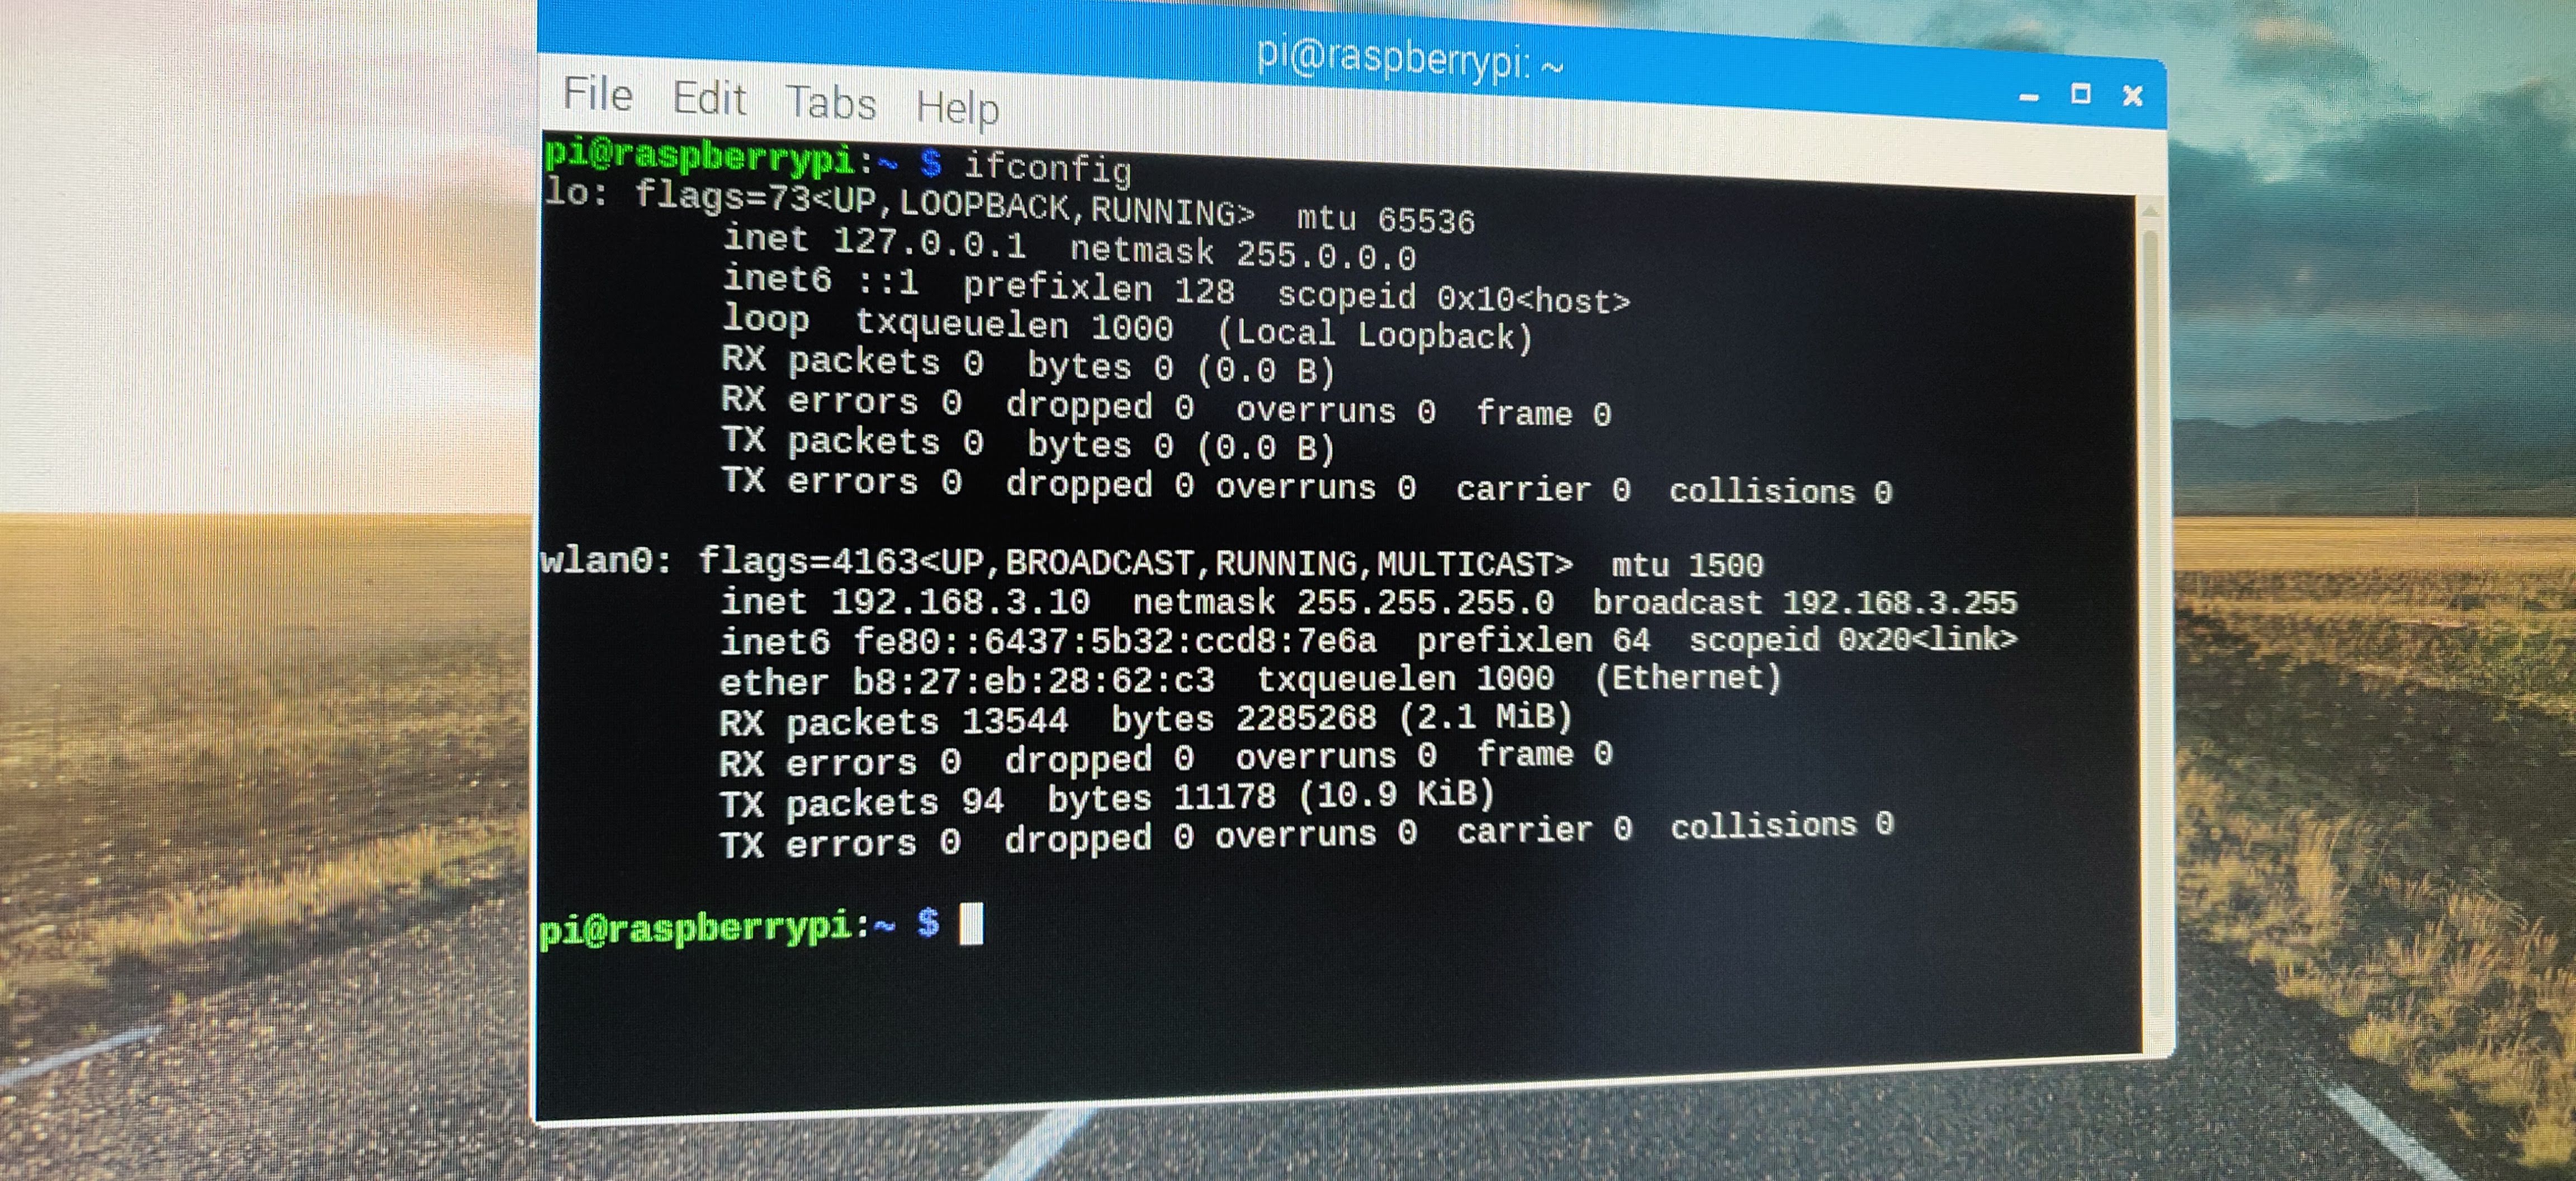 pi@raspberrypi: ~
File Edit Tabs Help
pi@raspberrypi:~ $ ifconfig
lo: flags=73<UP,LOOPBACK,RUNNING>  mtu 65536
        inet 127.0.0.1  netmask 255.0.0.0
        inet6 ::1  prefixlen 128  scopeid 0x10<host>
        loop  txqueuelen 1000  (Local Loopback)
        RX packets 0  bytes 0 (0.0 B)
        RX errors 0  dropped 0  overruns 0  frame 0
        TX packets 0  bytes 0 (0.0 B)
        TX errors 0  dropped 0 overruns 0  carrier 0  collisions 0
wlan0: flags=4163<UP,BROADCAST,RUNNING,MULTICAST>  mtu 1500
        inet 192.168.3.10  netmask 255.255.255.0  broadcast 192.168.3.255
        inet6 fe80::6437:5b32:ccd8:7e6a  prefixlen 64  scopeid 0x20<link>
        ether b8:27:eb:28:62:c3  txqueuelen 1000  (Ethernet)
        RX packets 13544  bytes 2285268 (2.1 MiB)
        RX errors 0  dropped 0  overruns 0  frame 0
        TX packets 94  bytes 11178 (10.9 KiB)
        TX errors 0  dropped 0 overruns 0  carrier 0  collisions 0
pi@raspberrypi:~ $